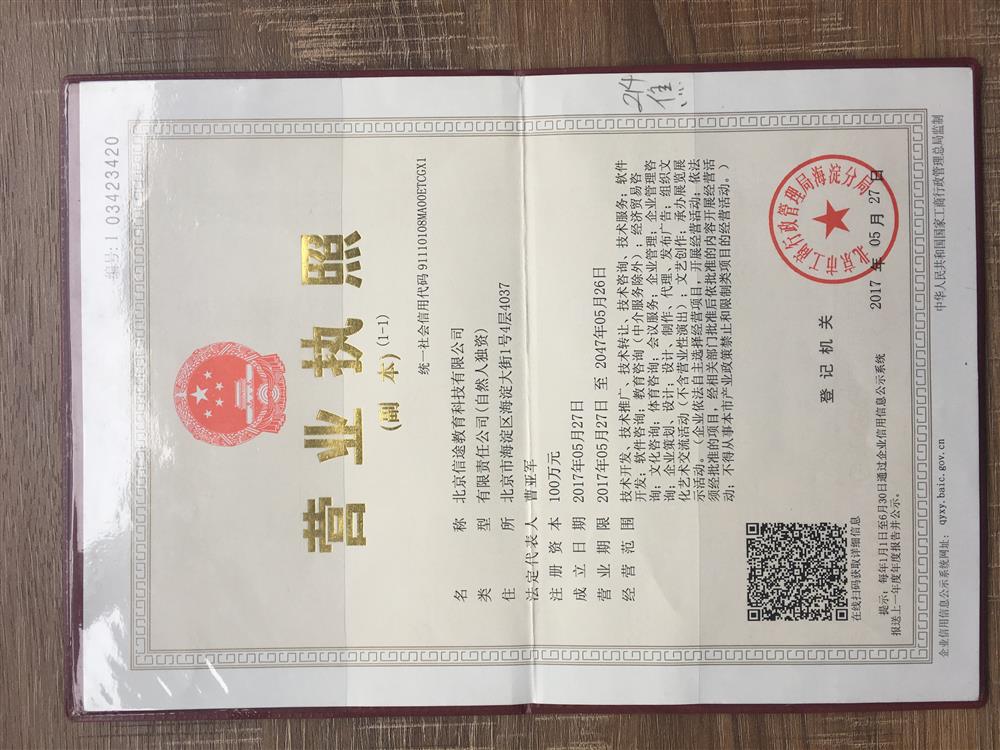 编号:1 03423420
营业执照
(副 本)(1-1)
统一社会信用代码 91110108MA00ETCGX1
名 称 北京信途教育科技有限公司
类 型 有限责任公司(自然人独资)
住 所 北京市海淀区海淀大街1号4层4037
法定代表人 曹亚军
注册资本 100万元
成立日期 2017年05月27日
营业期限 2017年05月27日 至 2047年05月26日
经营范围 技术开发、技术推广、技术转让、技术咨询、技术服务;软件
开发;软件咨询;教育咨询(中介服务除外);经济贸易咨
询;文化咨询;体育咨询;会议服务;企业管理;企业管理咨
询;企业策划、设计;设计、制作、代理、发布广告;组织文
化艺术交流活动(不含营业性演出);文艺创作;承办展览展
示活动。(企业依法自主选择经营项目,开展经营活动;依法
须经批准的项目,经相关部门批准后依批准的内容开展经营活
动;不得从事本市产业政策禁止和限制类项目的经营活动。)
在线扫码获取详细信息
登记机关
北京市工商行政管理局海淀分局
2017 年 05 月 27 日
提示:每年1月1日至6月30日通过企业信用信息公示系统
报送上一年度年度报告并公示。
企业信用信息公示系统网址: qyxy.baic.gov.cn
中华人民共和国国家工商行政管理总局监制
214